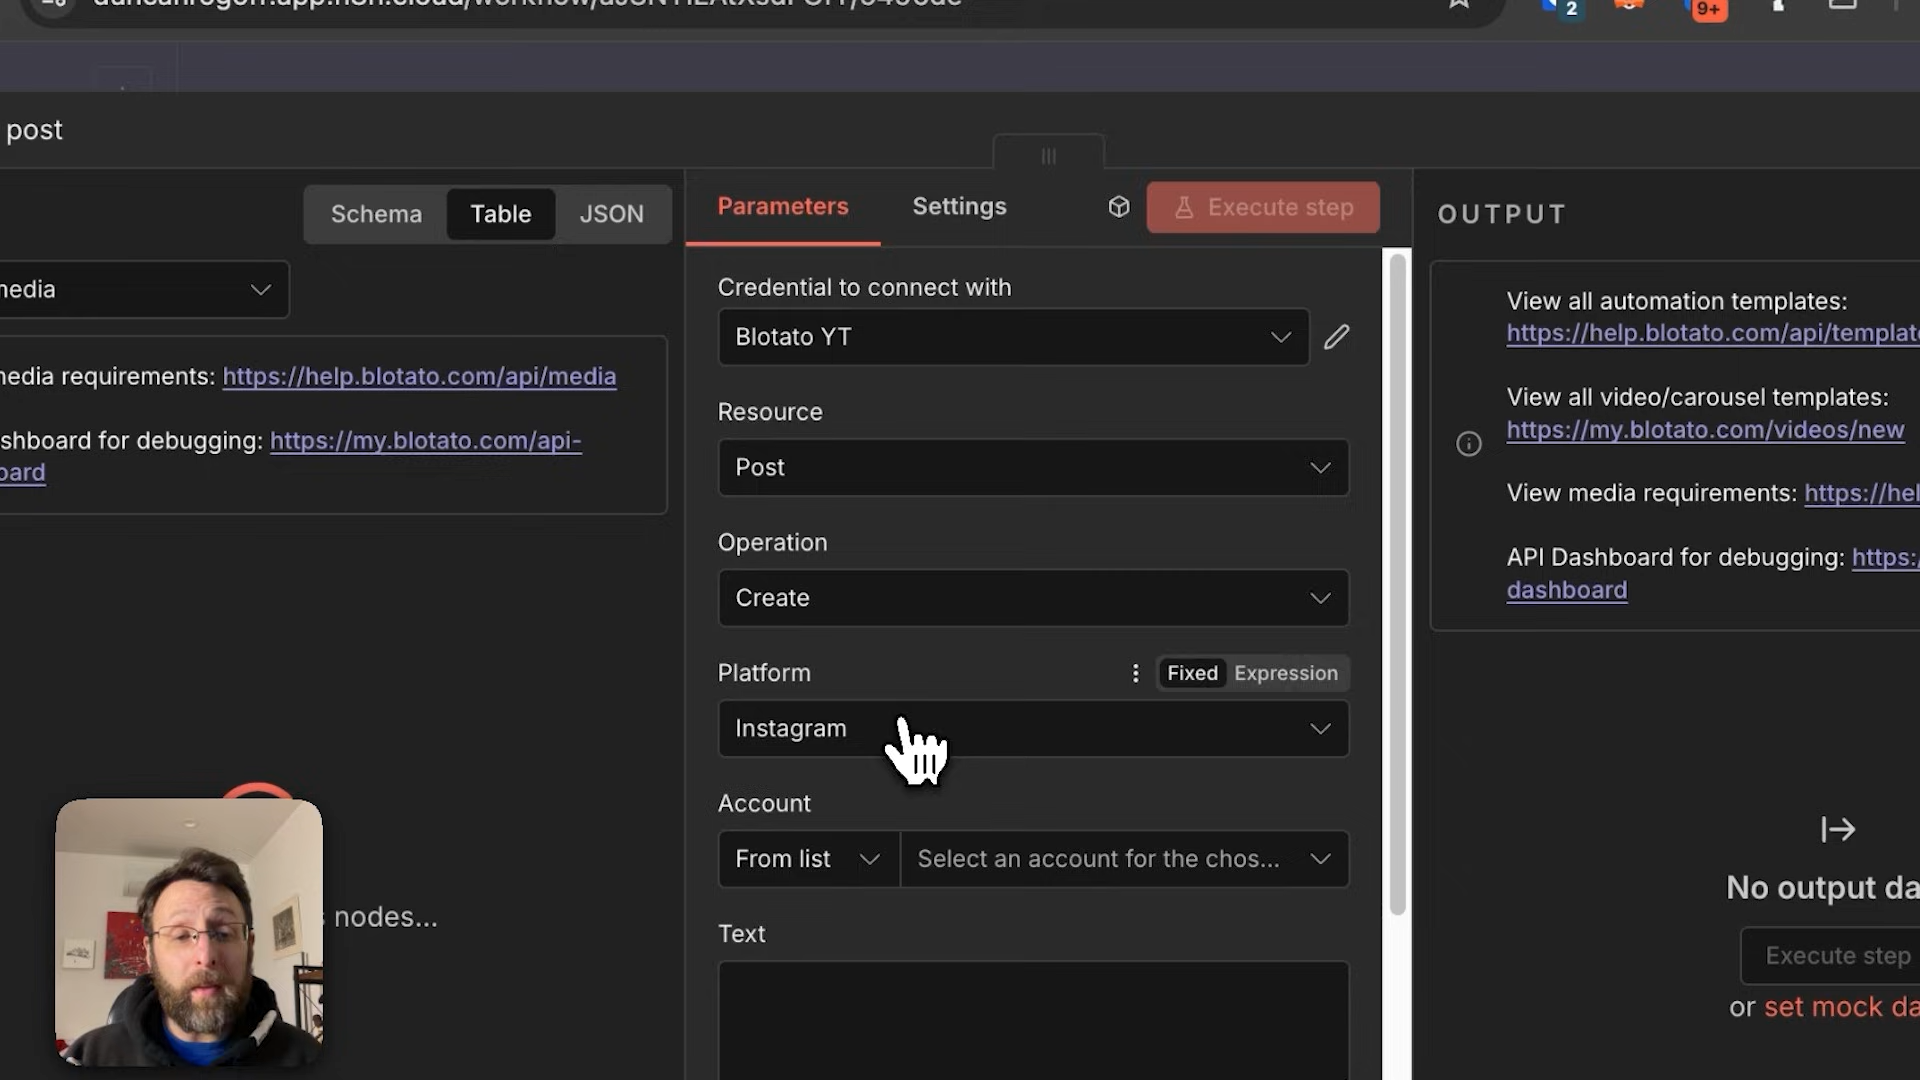 2
9+
post
Schema
Table
JSON
Parameters
Settings
Execute step
OUTPUT
media
Credential to connect with
Blotato YT
media requirements: https://help.blotato.com/api/media
shboard for debugging: https://my.blotato.com/api-
oard
Resource
Post
Operation
Create
Platform
Fixed
Expression
Instagram
Account
From list
Select an account for the chos...
Text
nodes...
View all automation templates:
https://help.blotato.com/api/templat
View all video/carousel templates:
https://my.blotato.com/videos/new
View media requirements: https://hel
API Dashboard for debugging: https:/
dashboard
No output da
Execute step
or set mock da